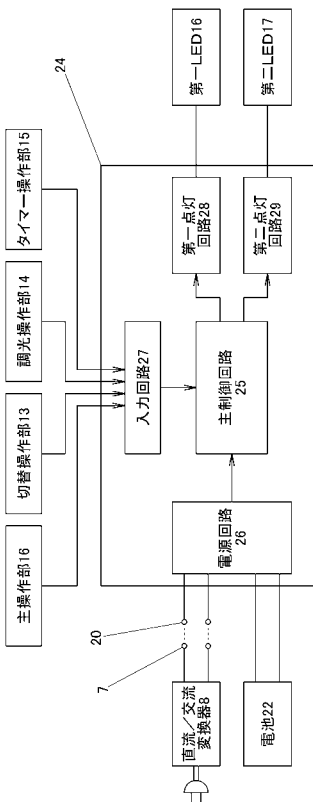 主操作部16
切替操作部13
調光操作部14
タイマー操作部15
24
入力回路27
第一点灯
回路28
第一LED16
主制御回路
25
第二点灯
回路29
第二LED17
電源回路
26
20
7
直流/交流
変換器8
電池22